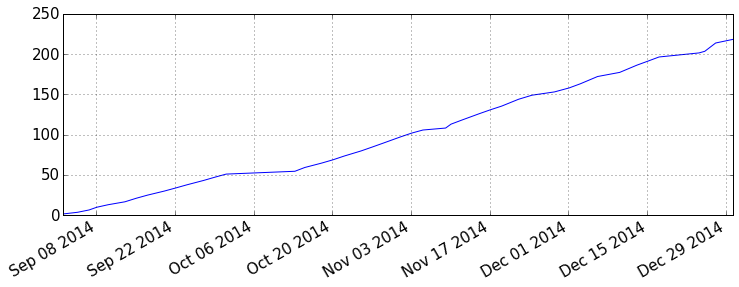 250
200
150
100
50
0
Sep 08 2014
Sep 22 2014
Oct 06 2014
Oct 20 2014
Nov 03 2014
Nov 17 2014
Dec 01 2014
Dec 15 2014
Dec 29 2014